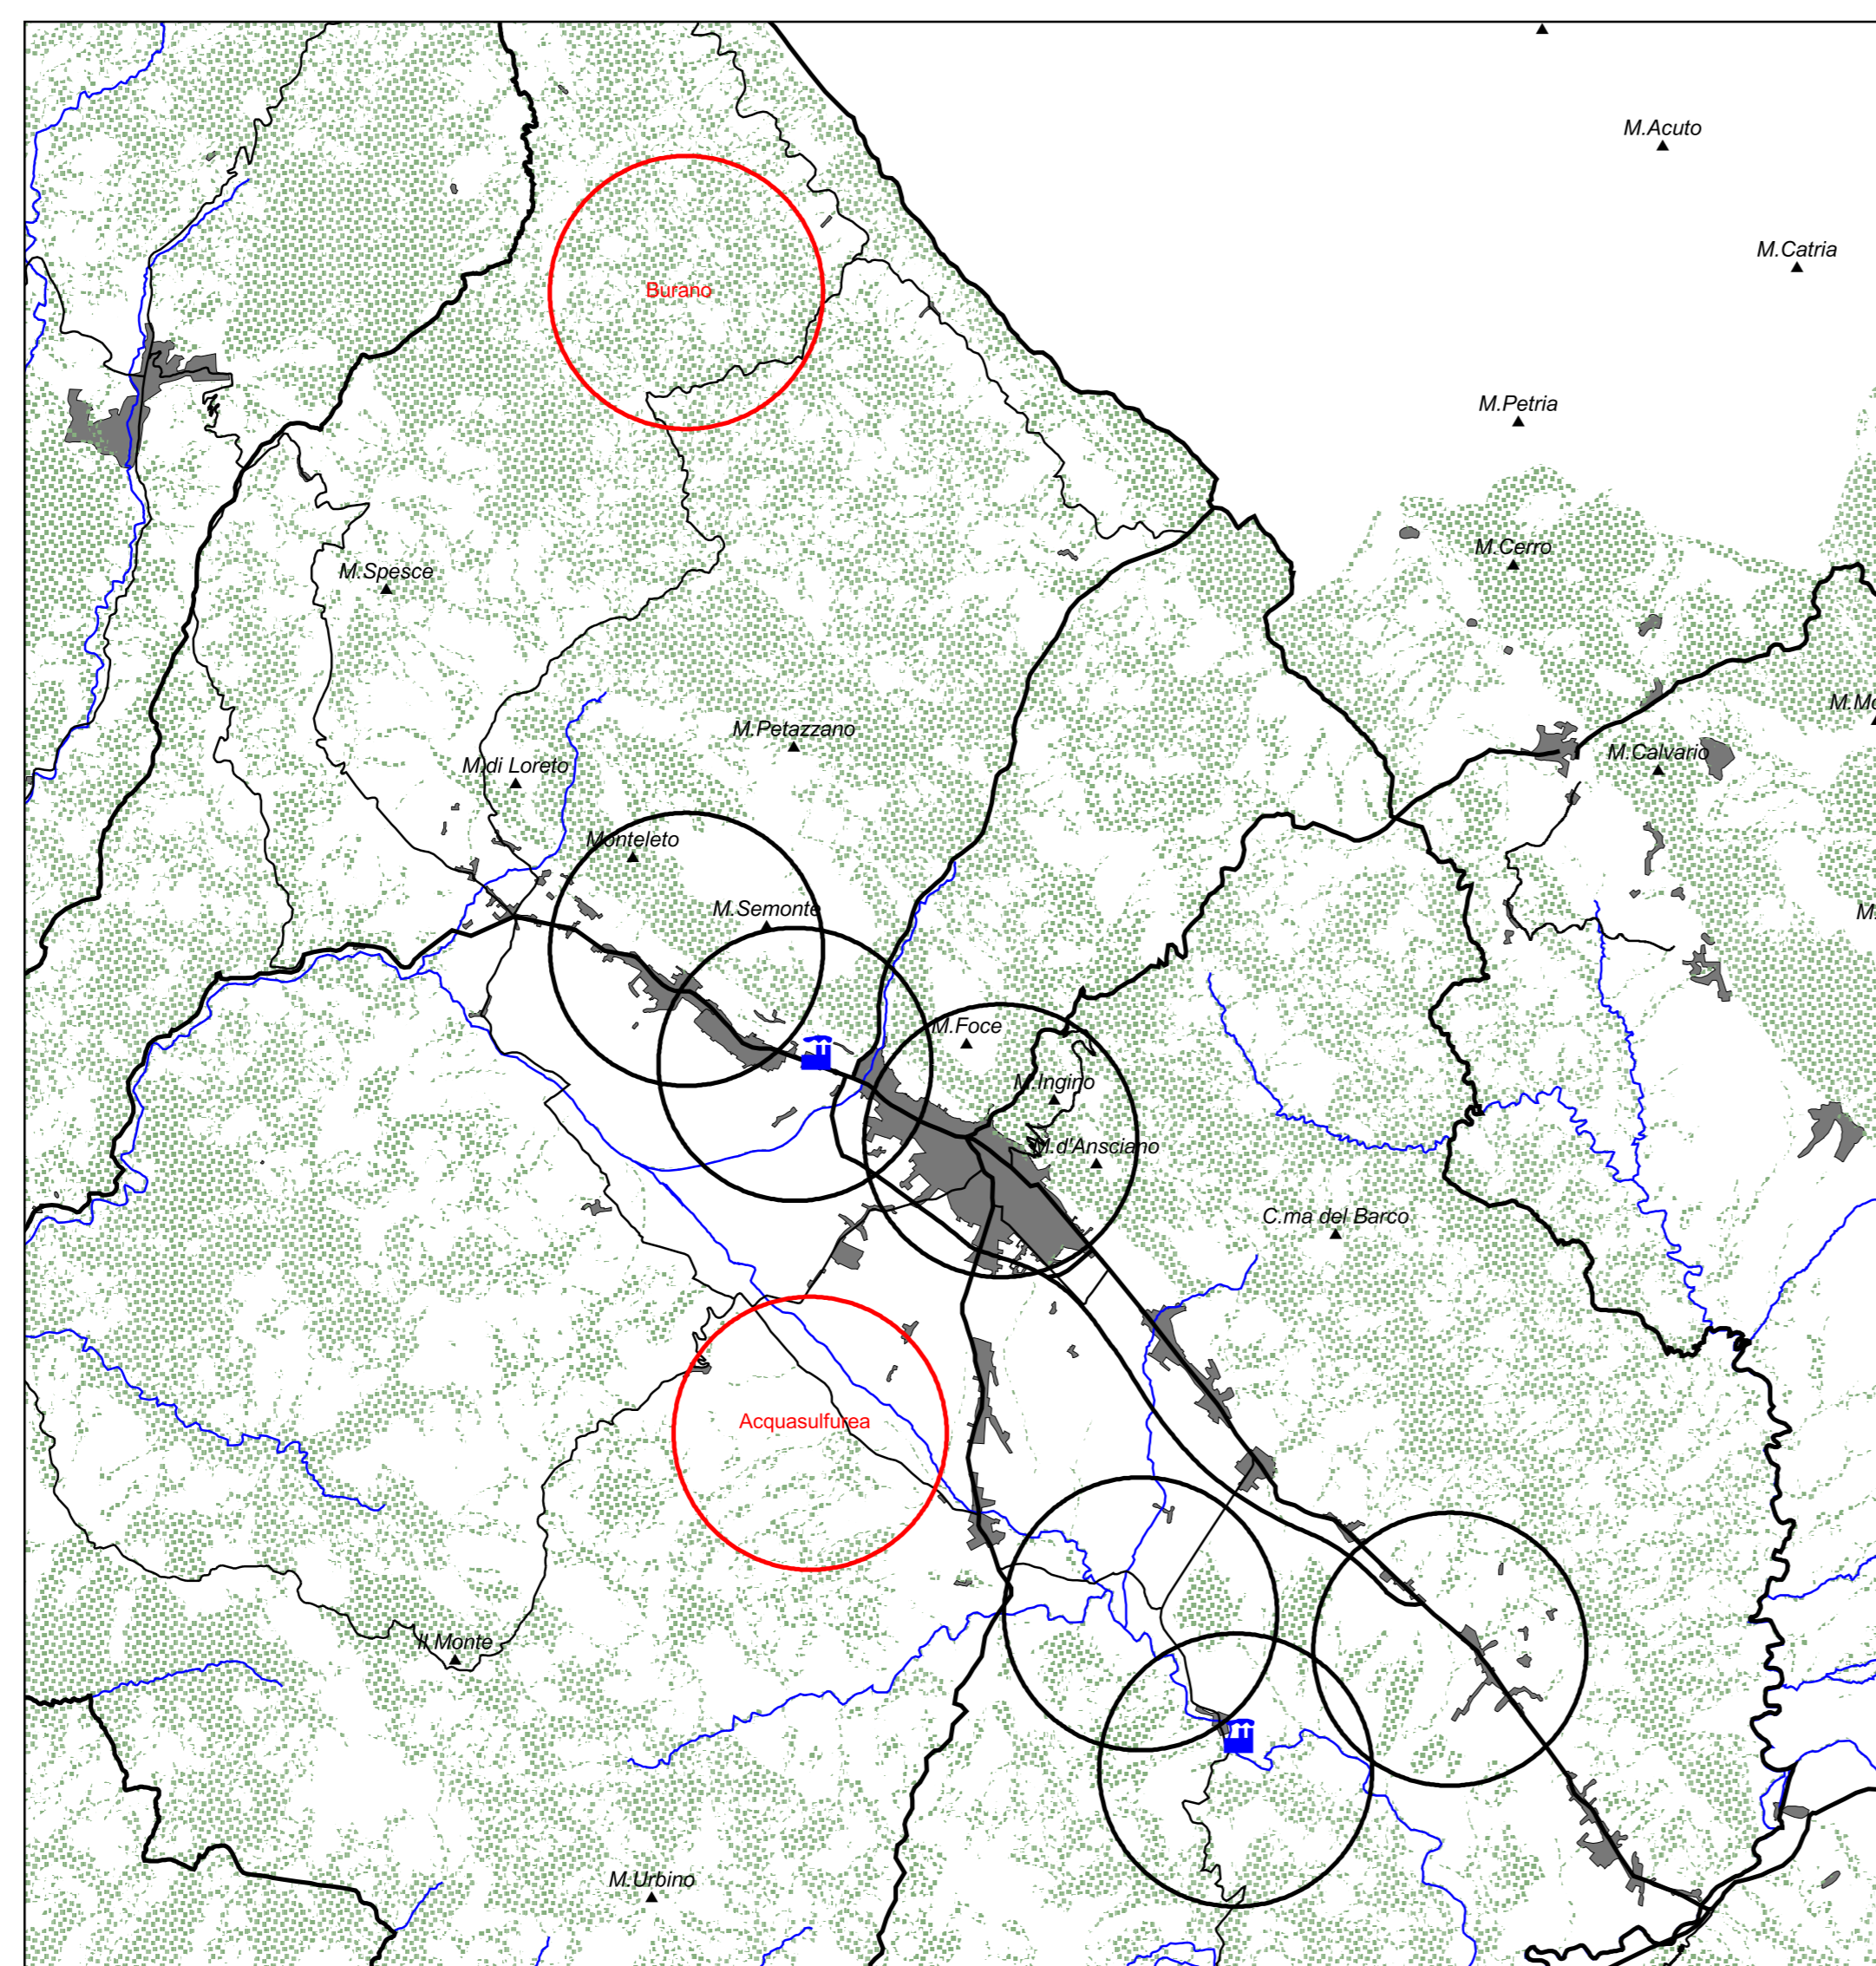 M.Acuto
M.Catria
Burano
M.Petria
M.Cerro
M.Spesce
M.Petazzano
M.Calvario
M.di Loreto
Monteleto
M.Semonte
M.Foce
M.Ingino
M.d'Ansciano
C.ma del Barco
Acquasulfurea
Il Monte
M.Urbino